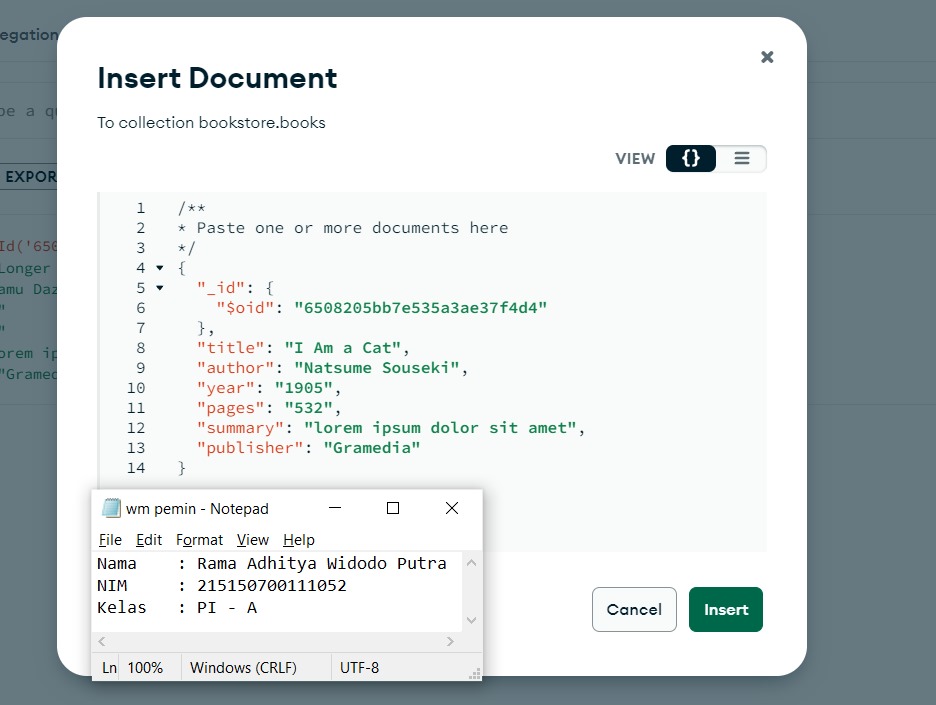 egation
Insert Document
To collection bookstore.books
VIEW {}
EXPOR
1 /**
2 * Paste one or more documents here
3 */
4 {
5 "_id": {
6 "$oid": "6508205bb7e535a3ae37f4d4"
7 },
8 "title": "I Am a Cat",
9 "author": "Natsume Souseki",
10 "year": "1905",
11 "pages": "532",
12 "summary": "lorem ipsum dolor sit amet",
13 "publisher": "Gramedia"
14 }
Id('650
Longer
amu Daz
"
"
orem ip
"Gramed
wm pemin - Notepad
File Edit Format View Help
Nama : Rama Adhitya Widodo Putra
NIM : 215150700111052
Kelas : PI - A
Ln 100% Windows (CRLF) UTF-8
Cancel Insert